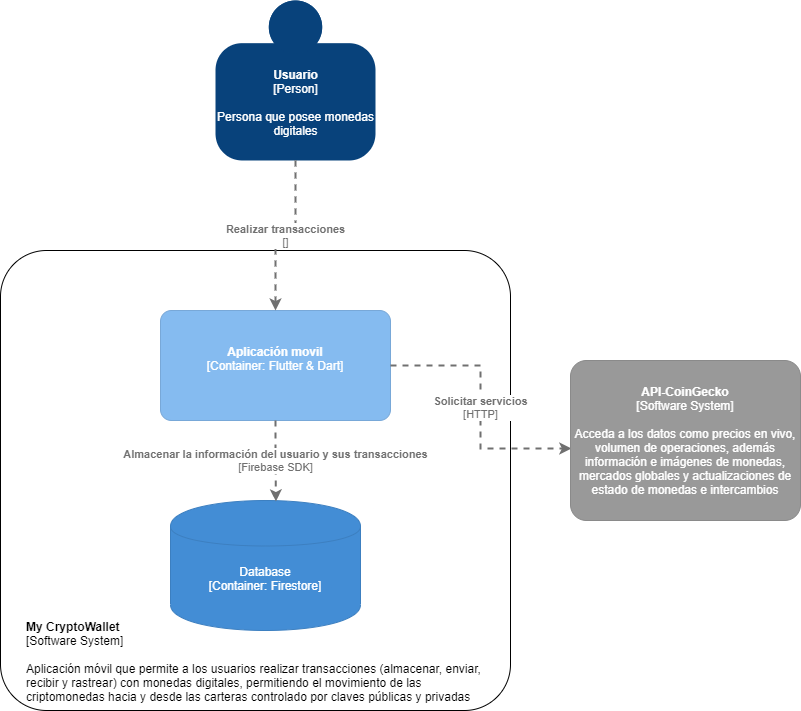 Usuario
[Person]
Persona que posee monedas
digitales
Realizar transacciones
[]
Aplicación movil
[Container: Flutter & Dart]
Solicitar servicios
[HTTP]
API-CoinGecko
[Software System]
Acceda a los datos como precios en vivo,
volumen de operaciones, además
información e imágenes de monedas,
mercados globales y actualizaciones de
estado de monedas e intercambios
Almacenar la información del usuario y sus transacciones
[Firebase SDK]
Database
[Container: Firestore]
My CryptoWallet
[Software System]
Aplicación móvil que permite a los usuarios realizar transacciones (almacenar, enviar,
recibir y rastrear) con monedas digitales, permitiendo el movimiento de las
criptomonedas hacia y desde las carteras controlado por claves públicas y privadas